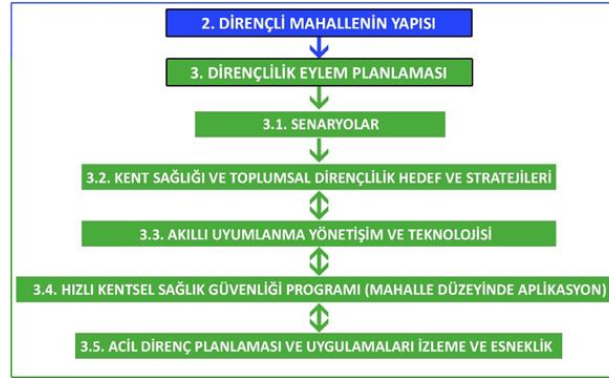 2. DİRENÇLİ MAHALLENİN YAPISI
3. DİRENÇLİLİK EYLEM PLANLAMASI
3.1. SENARYOLAR
3.2. KENT SAĞLIĞI VE TOPLUMSAL DİRENÇLİLİK HEDEF VE STRATEJİLERİ
3.3. AKILLI UYUMLANMA YÖNETİŞİM VE TEKNOLOJİSİ
3.4. HIZLI KENTSEL SAĞLIK GÜVENLİĞİ PROGRAMI (MAHALLE DÜZEYİNDE APLİKASYON)
3.5. ACİL DİRENÇ PLANLAMASI VE UYGULAMALARI İZLEME VE ESNEKLİK